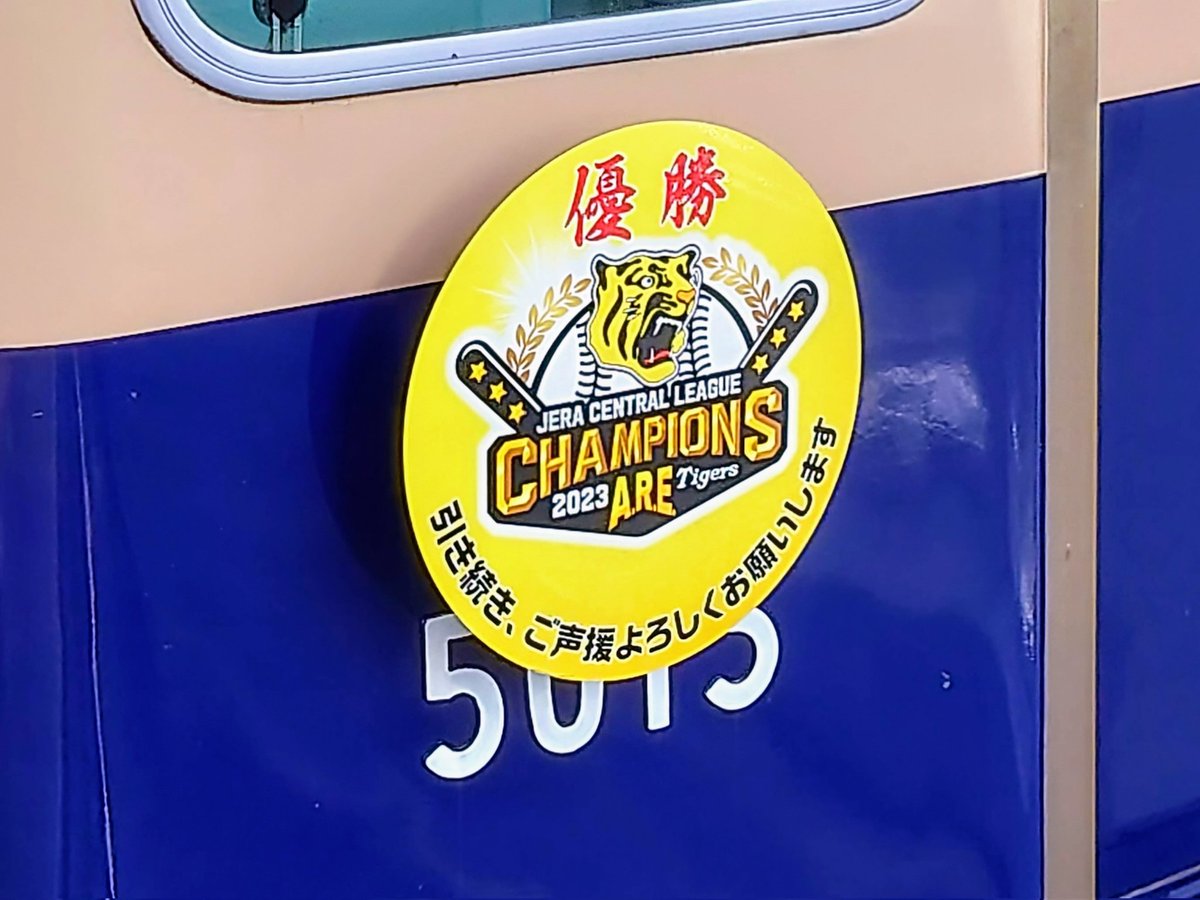 優勝
JERA CENTRAL LEAGUE
CHAMPIONS
2023 A.R.E Tigers
引き続き、ご声援よろしくお願いします